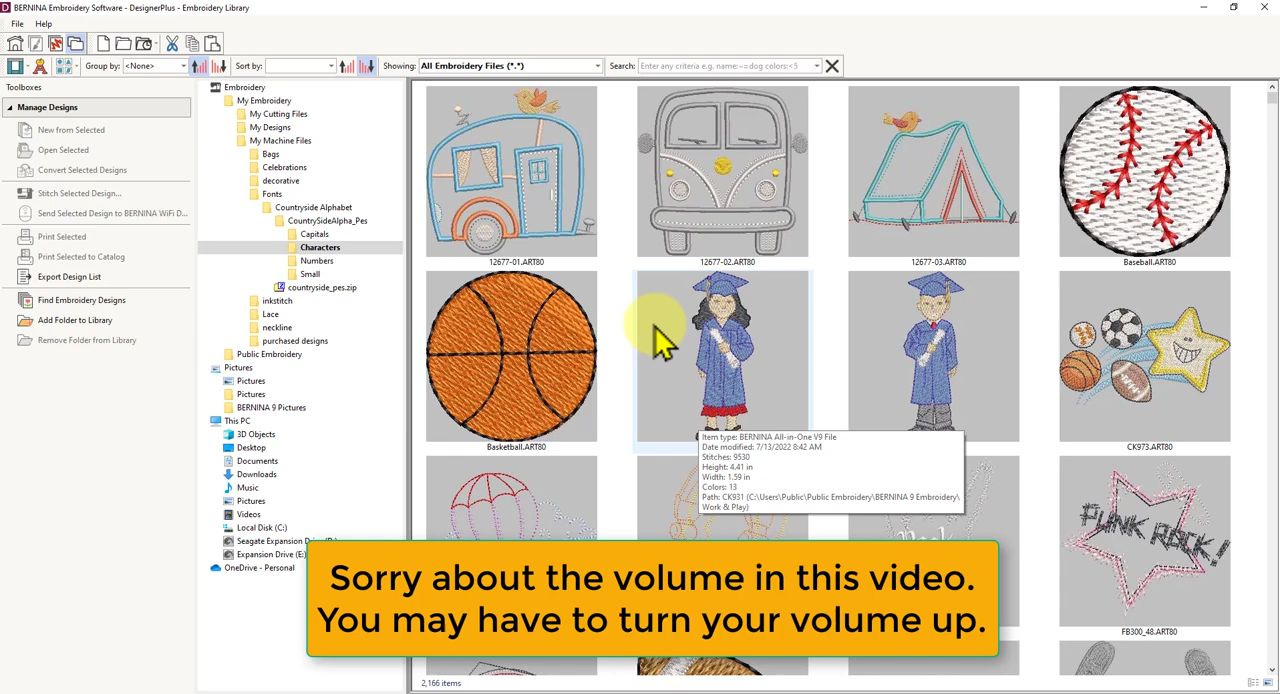 BERNINA Embroidery Software - DesignerPlus - Embroidery Library
File Help
Group by: <None> Sort by: Showing: All Embroidery Files (*.*) Search: Enter any criteria e.g. name:~=dog colors:<5
Toolboxes
Manage Designs
New from Selected
Open Selected
Convert Selected Designs
Stitch Selected Design...
Send Selected Design to BERNINA WiFi D...
Print Selected
Print Selected to Catalog
Export Design List
Find Embroidery Designs
Add Folder to Library
Remove Folder from Library
Embroidery
My Embroidery
My Cutting Files
My Designs
My Machine Files
Bags
Celebrations
decorative
Fonts
Countryside Alphabet
CountrySideAlpha_Pes
Capitals
Characters
Numbers
Small
countryside_pes.zip
inkstitch
Lace
neckline
purchased designs
Public Embroidery
Pictures
Pictures
Pictures
BERNINA 9 Pictures
This PC
3D Objects
Desktop
Documents
Downloads
Music
Pictures
Videos
Local Disk (C:)
Seagate Expansion
Expansion Drive (E:)
OneDrive - Personal
12677-01.ART80
12677-02.ART80
12677-03.ART80
Baseball.ART80
Basketball.ART80
CK973.ART80
Item type: BERNINA All-in-One V9 File
Date modified: 7/13/2022 8:42 AM
Stitches: 9530
Height: 4.41 in
Width: 1.59 in
Colors: 13
Path: CK931 (C:\Users\Public\Public Embroidery\BERNINA 9 Embroidery\
Work & Play)
PUNK ROCK!
FB300_48.ART80
Sorry about the volume in this video.
You may have to turn your volume up.
2,166 items